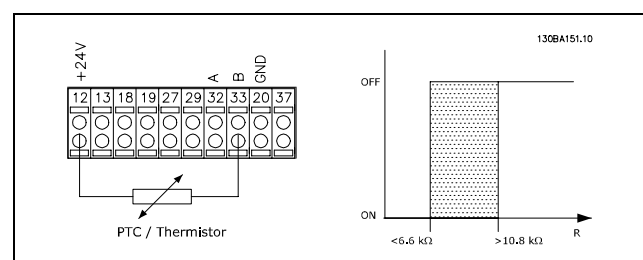 130BA151.10
+24V
A
B
GND
12 13 18 19 27 29 32 33 20 37
PTC / Thermistor
OFF
ON
<6.6 kΩ
>10.8 kΩ
R